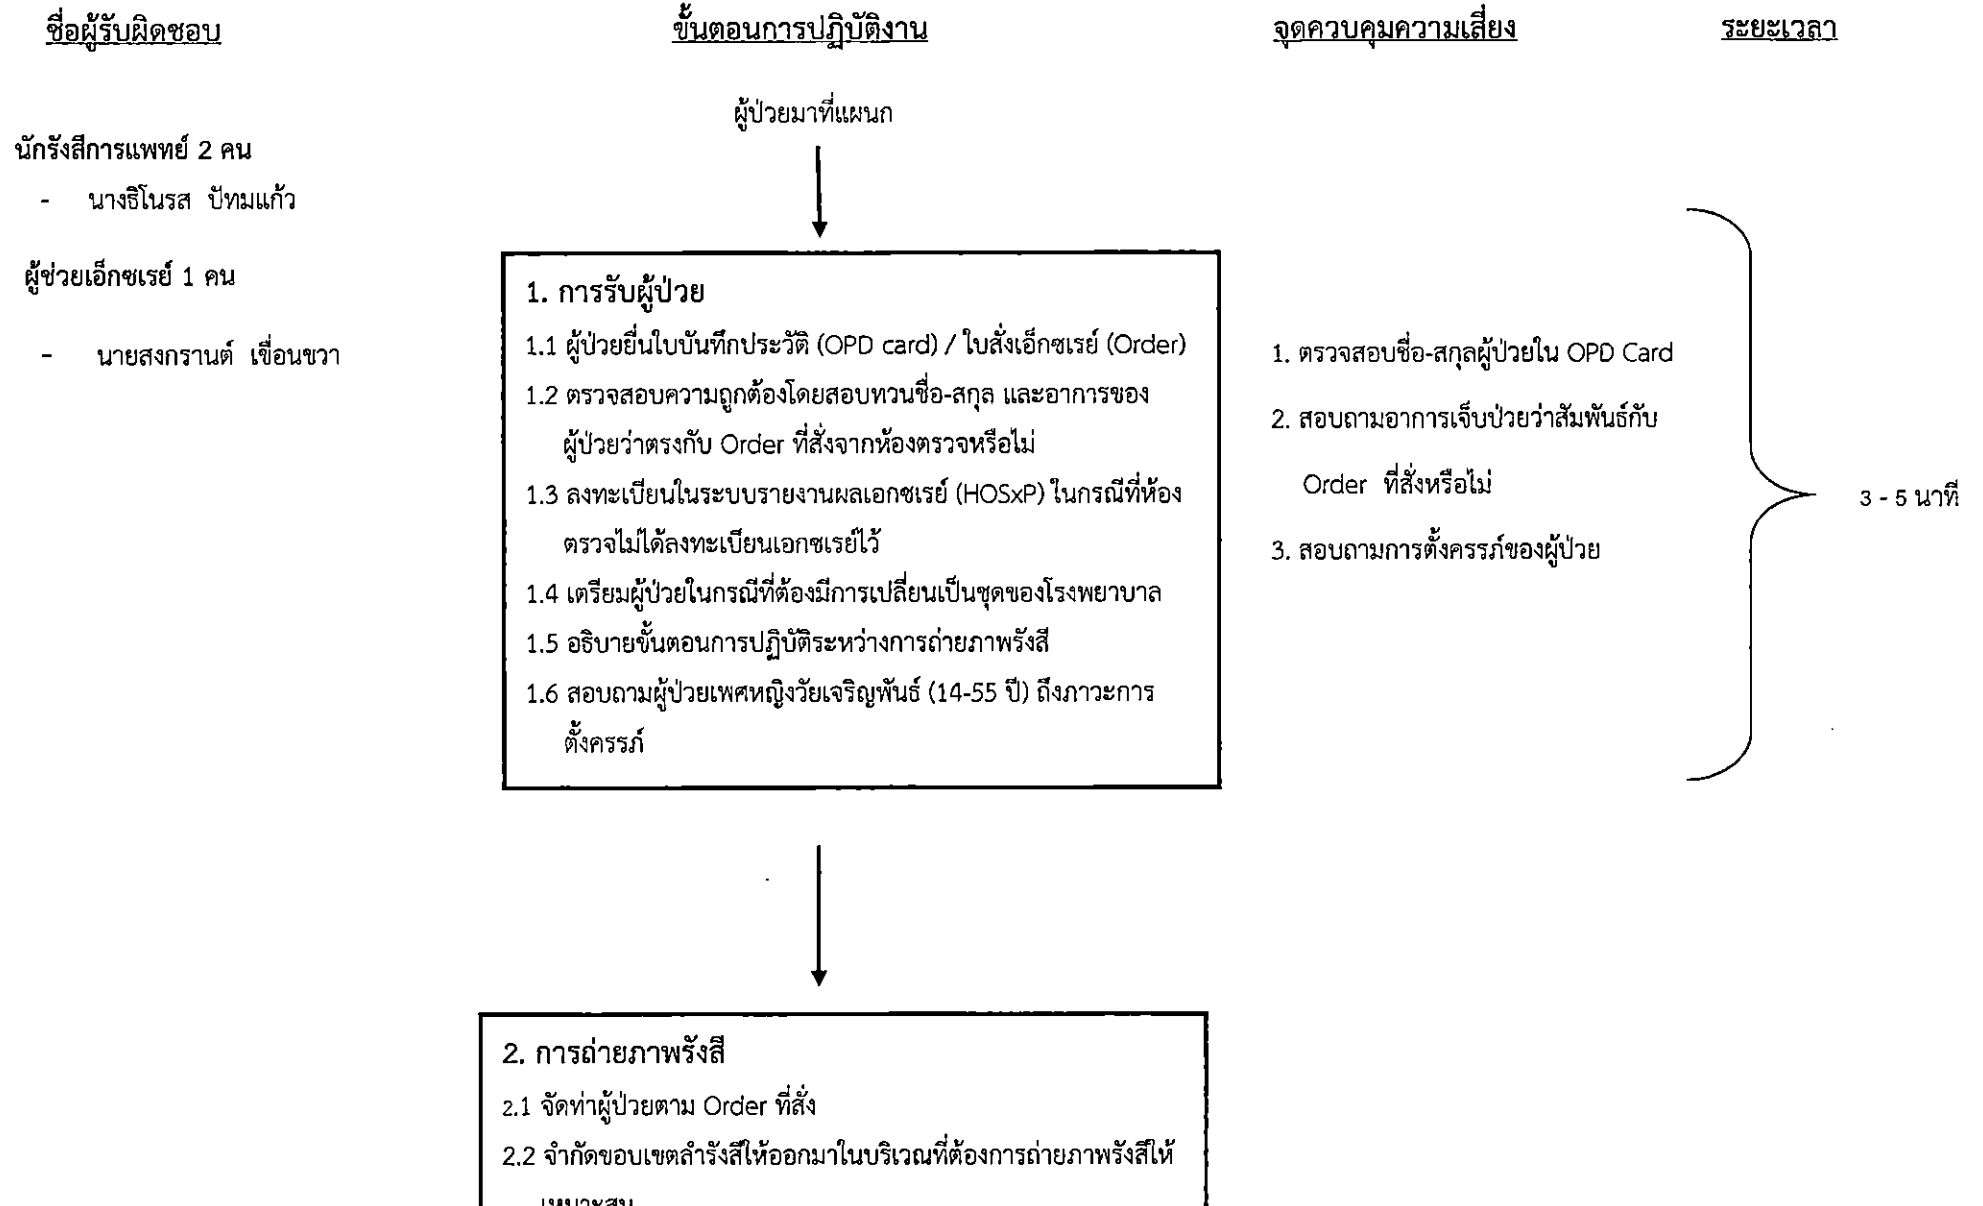 ชื่อผู้รับผิดชอบ
ขั้นตอนการปฏิบัติงาน
จุดควบคุมความเสี่ยง
ระยะเวลา
ผู้ป่วยมาที่แผนก
นักรังสีการแพทย์ 2 คน
- นางธิโนรส ปัทมแก้ว
ผู้ช่วยเอ็กซเรย์ 1 คน
- นายสงกรานต์ เขื่อนขวา
1. การรับผู้ป่วย
1.1 ผู้ป่วยยื่นใบบันทึกประวัติ (OPD card) / ใบสั่งเอ็กซเรย์ (Order)
1.2 ตรวจสอบความถูกต้องโดยสอบทวนชื่อ-สกุล และอาการของ
ผู้ป่วยว่าตรงกับ Order ที่สั่งจากห้องตรวจหรือไม่
1.3 ลงทะเบียนในระบบรายงานผลเอกซเรย์ (HOSxP) ในกรณีที่ห้อง
ตรวจไม่ได้ลงทะเบียนเอกซเรย์ไว้
1.4 เตรียมผู้ป่วยในกรณีที่ต้องมีการเปลี่ยนเป็นชุดของโรงพยาบาล
1.5 อธิบายขั้นตอนการปฏิบัติระหว่างการถ่ายภาพรังสี
1.6 สอบถามผู้ป่วยเพศหญิงวัยเจริญพันธ์ (14-55 ปี) ถึงภาวะการ
ตั้งครรภ์
1. ตรวจสอบชื่อ-สกุลผู้ป่วยใน OPD Card
2. สอบถามอาการเจ็บป่วยว่าสัมพันธ์กับ
Order ที่สั่งหรือไม่
3. สอบถามการตั้งครรภ์ของผู้ป่วย
3 - 5 นาที
2. การถ่ายภาพรังสี
2.1 จัดท่าผู้ป่วยตาม Order ที่สั่ง
2.2 จำกัดขอบเขตลำรังสีให้ออกมาในบริเวณที่ต้องการถ่ายภาพรังสีให้
เหมาะสม